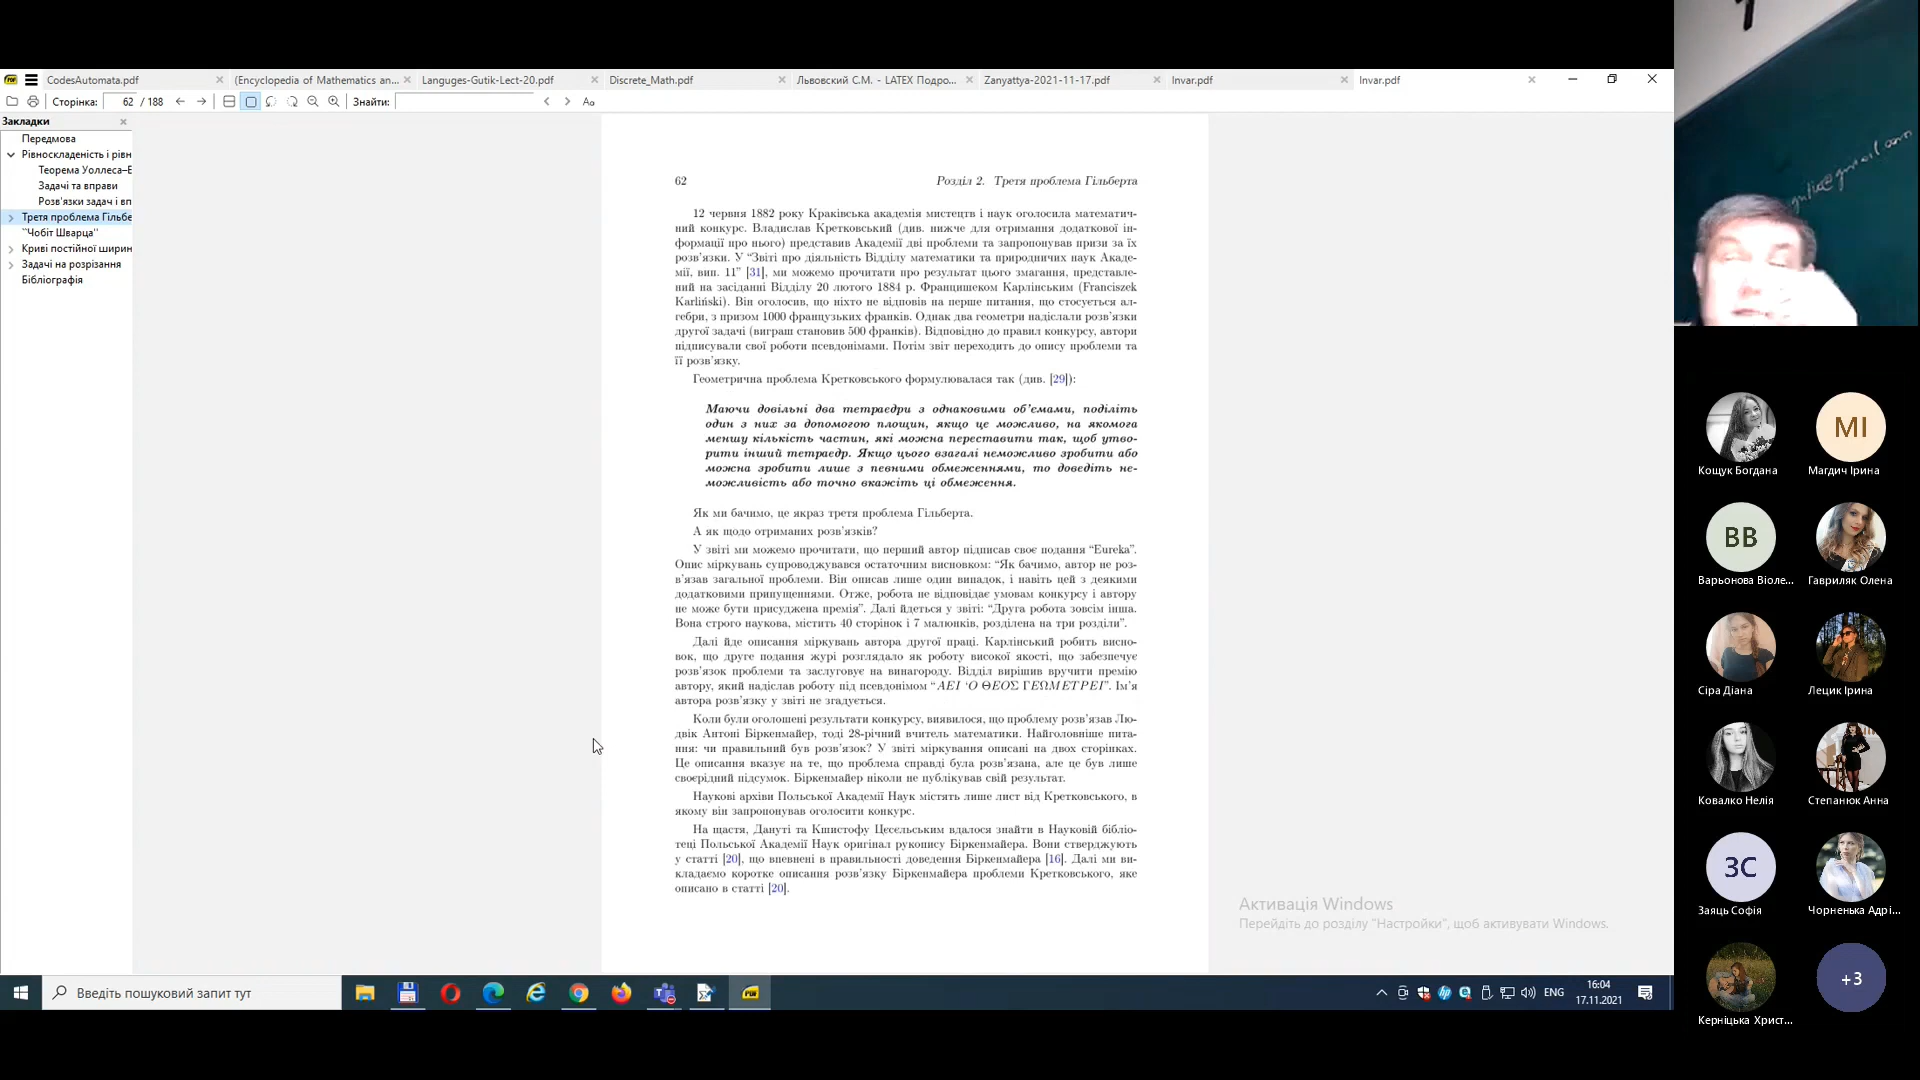 CodesAutomata.pdf
(Encyclopedia of Mathematics an...
Languges-Gutik-Lect-20.pdf
Discrete_Math.pdf
Львовский С.М. - LATEX Подро...
Zanyattya-2021-11-17.pdf
Invar.pdf
Invar.pdf
Сторінка: 62 / 188
Знайти:
Закладки
Передмова
Рівноскладеність і рівн
Теорема Уоллеса–Б
Задачі та вправи
Розв'язки задач і вп
Третя проблема Гільбе
``Чобіт Шварца''
Криві постійної ширин
Задачі на розрізання
Бібліографія
62 Розділ 2. Третя проблема Гільберта
12 червня 1882 року Краківська академія мистецтв і наук оголосила математич-
ний конкурс. Владислав Кретковський (див. нижче для отримання додаткової ін-
формації про нього) представив Академії дві проблеми та запропонував призи за їх
розв'язки. У “Звіті про діяльність Відділу математики та природничих наук Акаде-
мії, вип. 11” [31], ми можемо прочитати про результат цього змагання, представле-
ний на засіданні Відділу 20 лютого 1884 р. Францишеком Карлінським (Franciszek
Karliński). Він оголосив, що ніхто не відповів на перше питання, що стосується ал-
гебри, з призом 1000 французьких франків. Однак два геометри надіслали розв'язки
другої задачі (виграш становив 500 франків). Відповідно до правил конкурсу, автори
підписували свої роботи псевдонімами. Потім звіт переходить до опису проблеми та
її розв'язку.
Геометрична проблема Кретковського формулювалася так (див. [29]):
Маючи довільні два тетраедри з однаковими об'ємами, поділіть
один з них за допомогою площин, якщо це можливо, на якомога
меншу кількість частин, які можна переставити так, щоб утво-
рити інший тетраедр. Якщо цього взагалі неможливо зробити або
можна зробити лише з певними обмеженнями, то доведіть не-
можливість або точно вкажіть ці обмеження.
Як ми бачимо, це якраз третя проблема Гільберта.
А як щодо отриманих розв'язків?
У звіті ми можемо прочитати, що перший автор підписав своє подання “Eureka”.
Опис міркувань супроводжувався остаточним висновком: “Як бачимо, автор не роз-
в'язав загальної проблеми. Він описав лише один випадок, і навіть цей з деякими
додатковими припущеннями. Отже, робота не відповідає умовам конкурсу і автору
не може бути присуджена премія”. Далі йдеться у звіті: “Друга робота зовсім інша.
Вона строго наукова, містить 40 сторінок і 7 малюнків, розділена на три розділи”.
Далі йде описання міркувань автора другої праці. Карлінський робить висно-
вок, що друге подання журі розглядало як роботу високої якості, що забезпечує
розв'язок проблеми та заслуговує на винагороду. Відділ вирішив вручити премію
автору, який надіслав роботу під псевдонімом “ΑΕΙ ‘Ο ΘΕΟΣ ΓΕΩΜΕΤΡΕΙ”. Ім'я
автора розв'язку у звіті не згадується.
Коли були оголошені результати конкурсу, виявилося, що проблему розв'язав Лю-
двік Антоні Біркенмайер, тоді 28-річний вчитель математики. Найголовніше пита-
ння: чи правильний був розв'язок? У звіті міркування описані на двох сторінках.
Це описання вказує на те, що проблема справді була розв'язана, але це був лише
своєрідний підсумок. Біркенмайер ніколи не публікував свій результат.
Наукові архіви Польської Академії Наук містять лише лист від Кретковського, в
якому він запропонував оголосити конкурс.
На щастя, Дануті та Кшистофу Цєсєльським вдалося знайти в Науковій бібліо-
теці Польської Академії Наук оригінал рукопису Біркенмайера. Вони стверджують
у статті [20], що впевнені в правильності доведення Біркенмайера [16]. Далі ми ви-
кладаємо коротке описання розв'язку Біркенмайера проблеми Кретковського, яке
описано в статті [20].
Активація Windows
Перейдіть до розділу "Настройки", щоб активувати Windows.
Введіть пошуковий запит тут
ENG
16:04
17.11.2021
@gmail.com
Кощук Богдана
MI
Магдич Ірина
ВВ
Варьонова Віоле...
Гавриляк Олена
Сіра Діана
Лецик Ірина
Ковалко Нелія
Степанюк Анна
ЗС
Заяць Софія
Чорненька Адрі...
Керніцька Христ...
+3